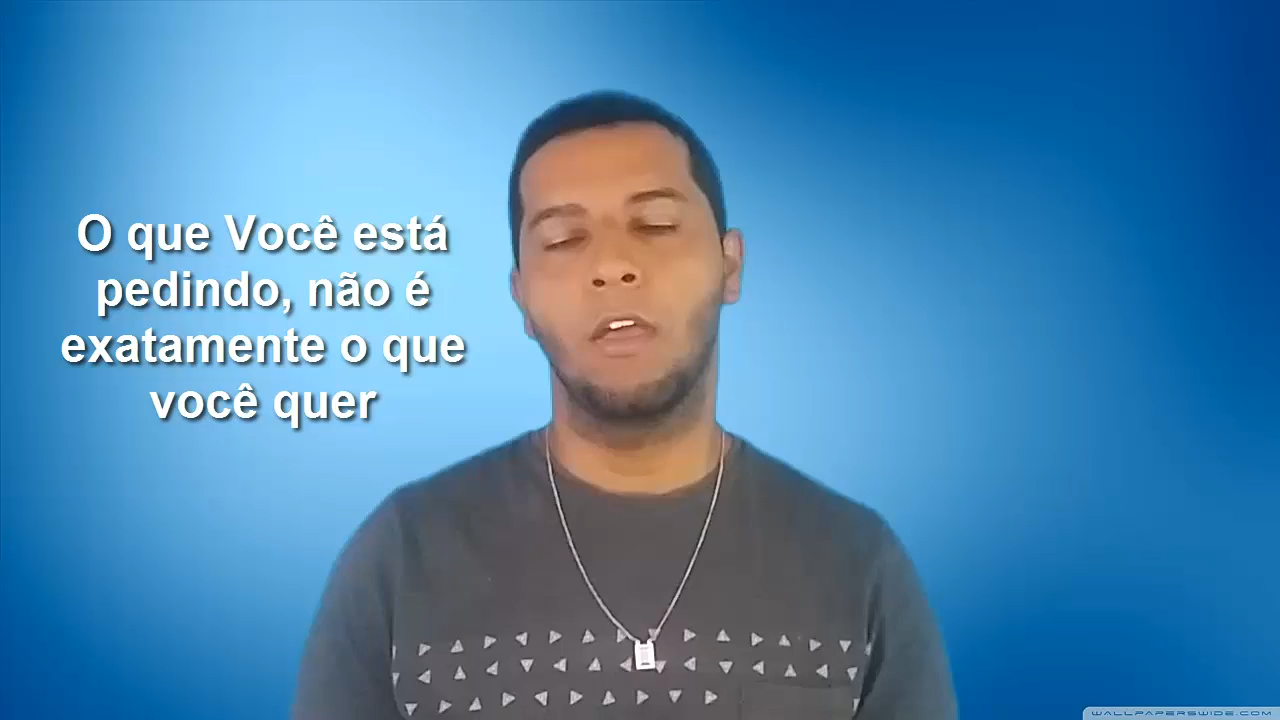 O que Você está
pedindo, não é
exatamente o que
você quer
WALLPAPERSWIDE.COM